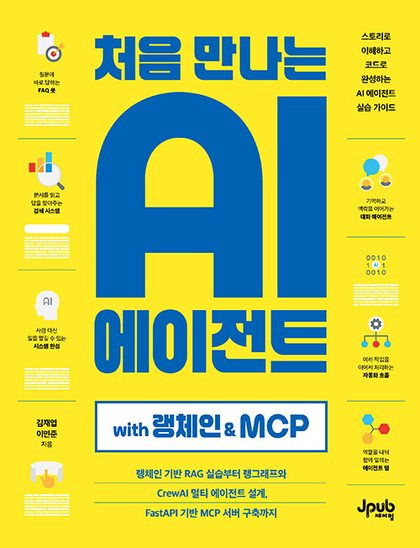 처음 만나는
AI
에이전트
with 랭체인 & MCP
스토리로
이해하고
코드로
완성하는
AI 에이전트
실습 가이드
질문에
바로 답하는
FAQ 봇
문서를 읽고
답을 찾아주는
검색 시스템
AI
사람 대신
일을 맡길 수 있는
시스템 완성
김재엽
이민준
지음
기억하고
맥락을 이어가는
대화 에이전트
0010
1 AI 1
0010
여러 작업을
이어서 처리하는
자동화 흐름
역할을 나눠
함께 일하는
에이전트 팀
랭체인 기반 RAG 실습부터 랭그래프와
CrewAI 멀티 에이전트 설계,
FastAPI 기반 MCP 서버 구축까지
Jpub
제이펍